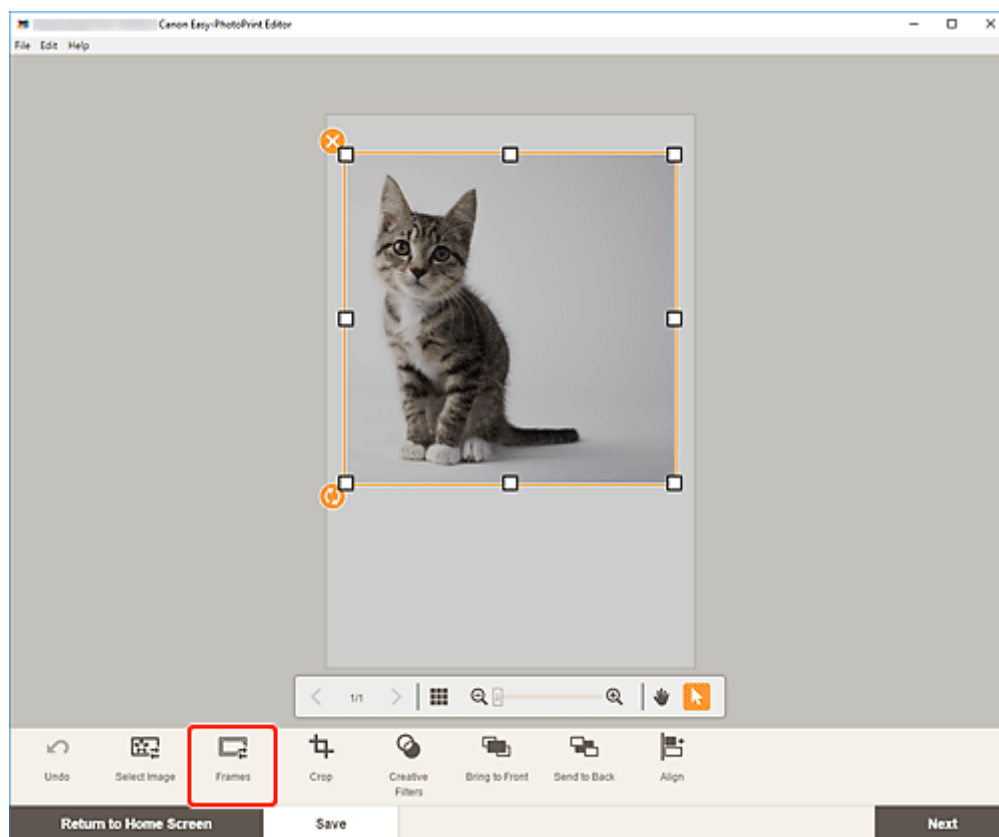 Canon Easy-PhotoPrint Editor
File Edit Help
1/1
Undo Select Image Frames Crop Creative Filters Bring to Front Send to Back Align
Return to Home Screen Save Next